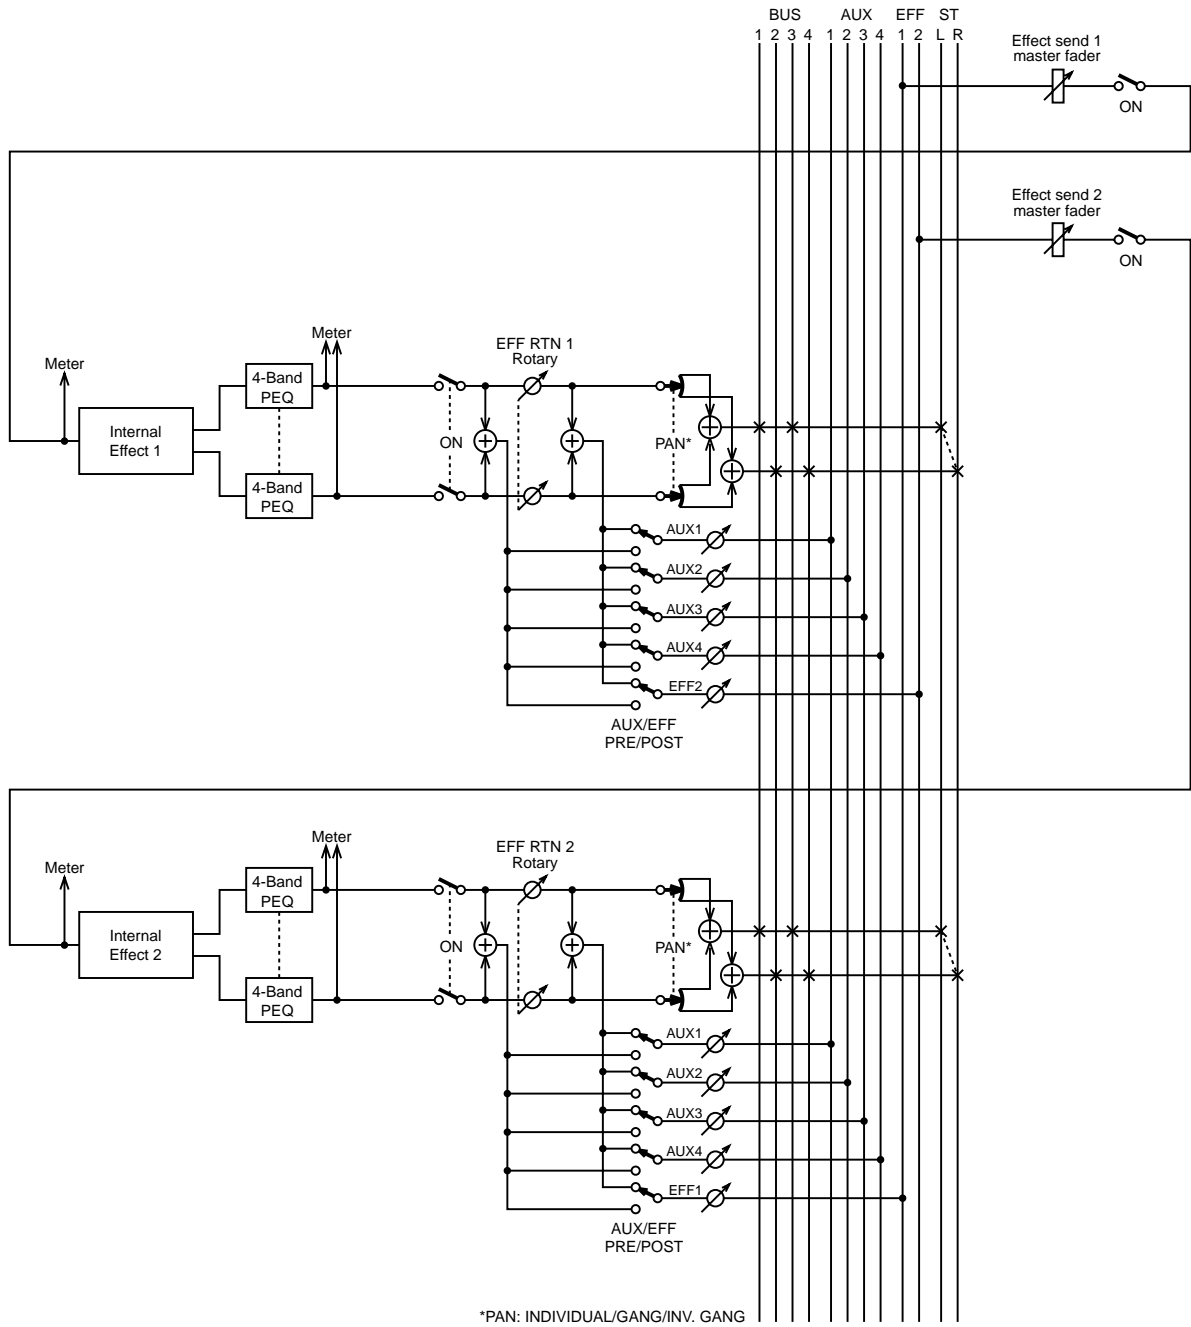 BUS AUX EFF ST
1 2 3 4 1 2 3 4 1 2 L R
Effect send 1
master fader
ON
Effect send 2
master fader
ON
Meter
Meter
EFF RTN 1
Rotary
4-Band
PEQ
Internal
Effect 1
ON
PAN*
4-Band
PEQ
AUX1
AUX2
AUX3
AUX4
EFF2
AUX/EFF
PRE/POST
Meter
Meter
EFF RTN 2
Rotary
4-Band
PEQ
Internal
Effect 2
ON
PAN*
4-Band
PEQ
AUX1
AUX2
AUX3
AUX4
EFF1
AUX/EFF
PRE/POST
*PAN: INDIVIDUAL/GANG/INV. GANG